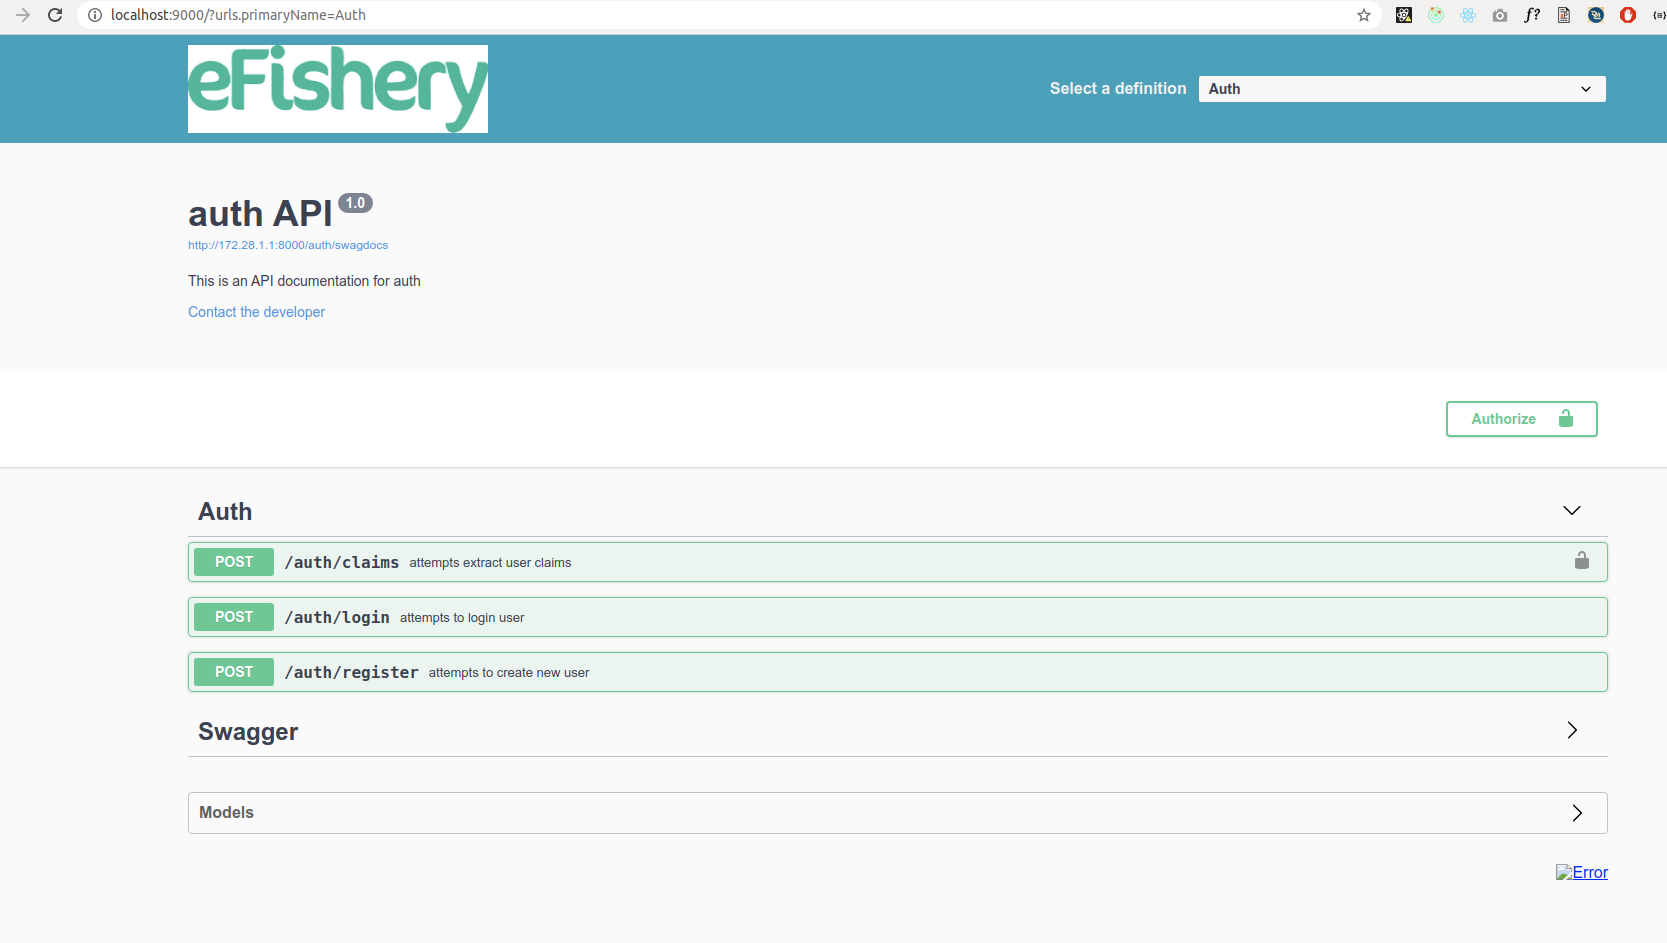 localhost:9000/?urls.primaryName=Auth
f?
eFishery
Select a definition
Auth
auth API 1.0
http://172.28.1.1:8000/auth/swagdocs
This is an API documentation for auth
Contact the developer
Authorize
Auth
POST /auth/claims attempts extract user claims
POST /auth/login attempts to login user
POST /auth/register attempts to create new user
Swagger
Models
Error